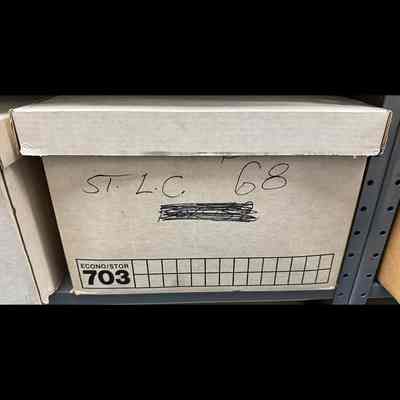 ST. L.C. 68
ECONO/STOR
703